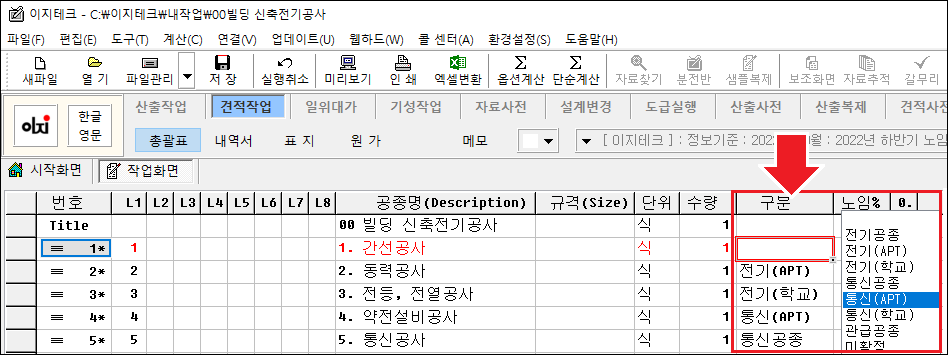 이지테크 - C:\이지테크\내작업\00빌딩 신축전기공사
파일(F) 편집(E) 도구(T) 계산(C) 연결(V) 업데이트(U) 웹하드(W) 콜 센타(A) 환경설정(S) 도움말(H)
새파일 열 기 파일관리 저 장 실행취소 미리보기 인 쇄 엑셀변환 옵션계산 단순계산 자료찾기 분전반 샘플복제 보조화면 자료추적 갈무리
산출작업 견적작업 일위대가 기성작업 자료사전 설계변경 도급실행 산출사전 산출복제 견적사전
한글
영문
총괄표 내역서 표 지 원 가 메모 [ 이지테크 ] : 정보기준 : 202 월 : 2022년 하반기 노임
시작화면 작업화면
번호 L1 L2 L3 L4 L5 L6 L7 L8 공종명(Description) 규격(Size) 단위 수량 구분 노임% 0.
Title 00 빌딩 신축전기공사 식 1
1* 1 1. 간선공사 식 1
2* 2 2. 동력공사 식 1 전기(APT)
3* 3 3. 전등, 전열공사 식 1 전기(학교)
4* 4 4. 약전설비공사 식 1 통신(APT)
5* 5 5. 통신공사 식 1 통신공종
전기공종
전기(APT)
전기(학교)
통신공종
통신(APT)
통신(학교)
관급공종
미확정